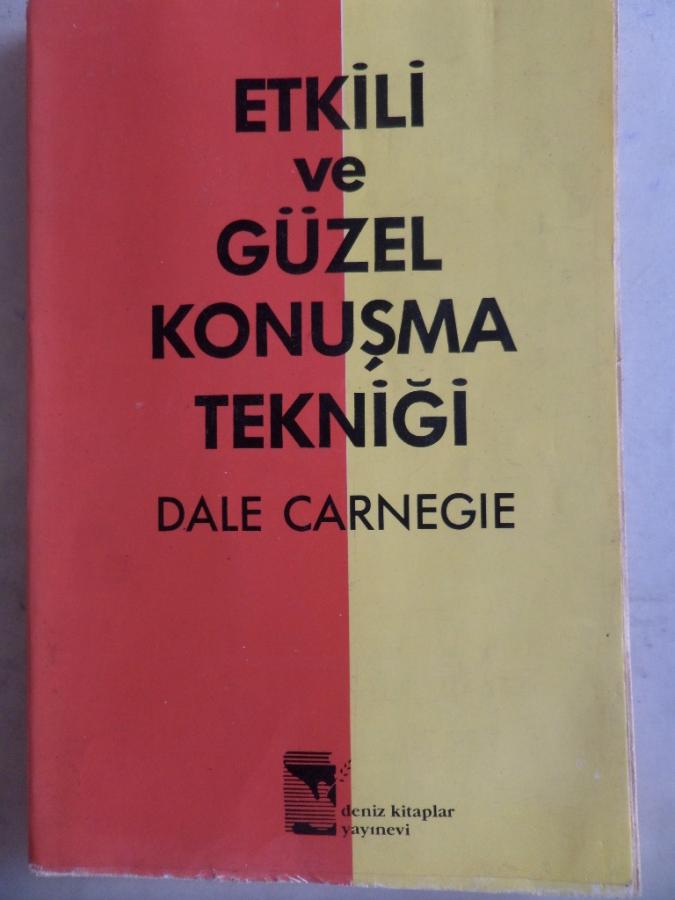 ETKİLİ
ve
GÜZEL
KONUŞMA
TEKNİĞİ
DALE CARNEGIE
deniz kitaplar
yayınevi